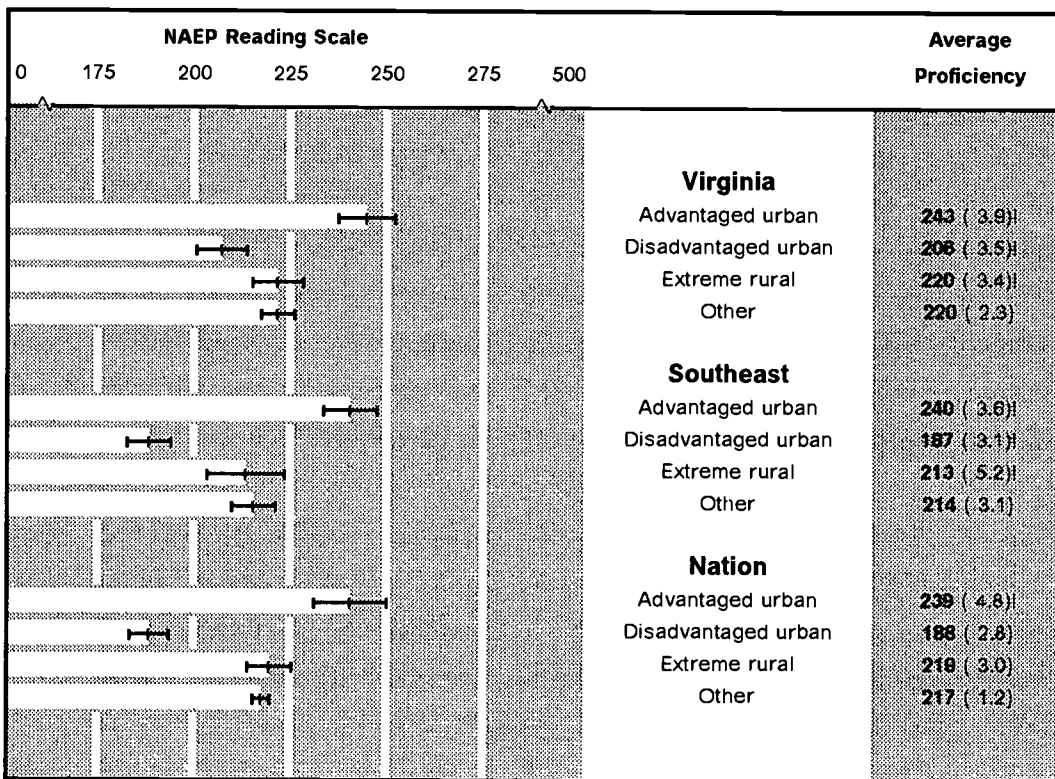 NAEP Reading Scale
Average
0 175 200 225 250 275 500 Proficiency
Virginia
Advantaged urban 243 ( 3.9)!
Disadvantaged urban 206 ( 3.5)!
Extreme rural 220 ( 3.4)!
Other 220 ( 2.3)
Southeast
Advantaged urban 240 ( 3.6)!
Disadvantaged urban 187 ( 3.1)!
Extreme rural 213 ( 5.2)!
Other 214 ( 3.1)
Nation
Advantaged urban 239 ( 4.8)!
Disadvantaged urban 188 ( 2.8)
Extreme rural 219 ( 3.0)
Other 217 ( 1.2)